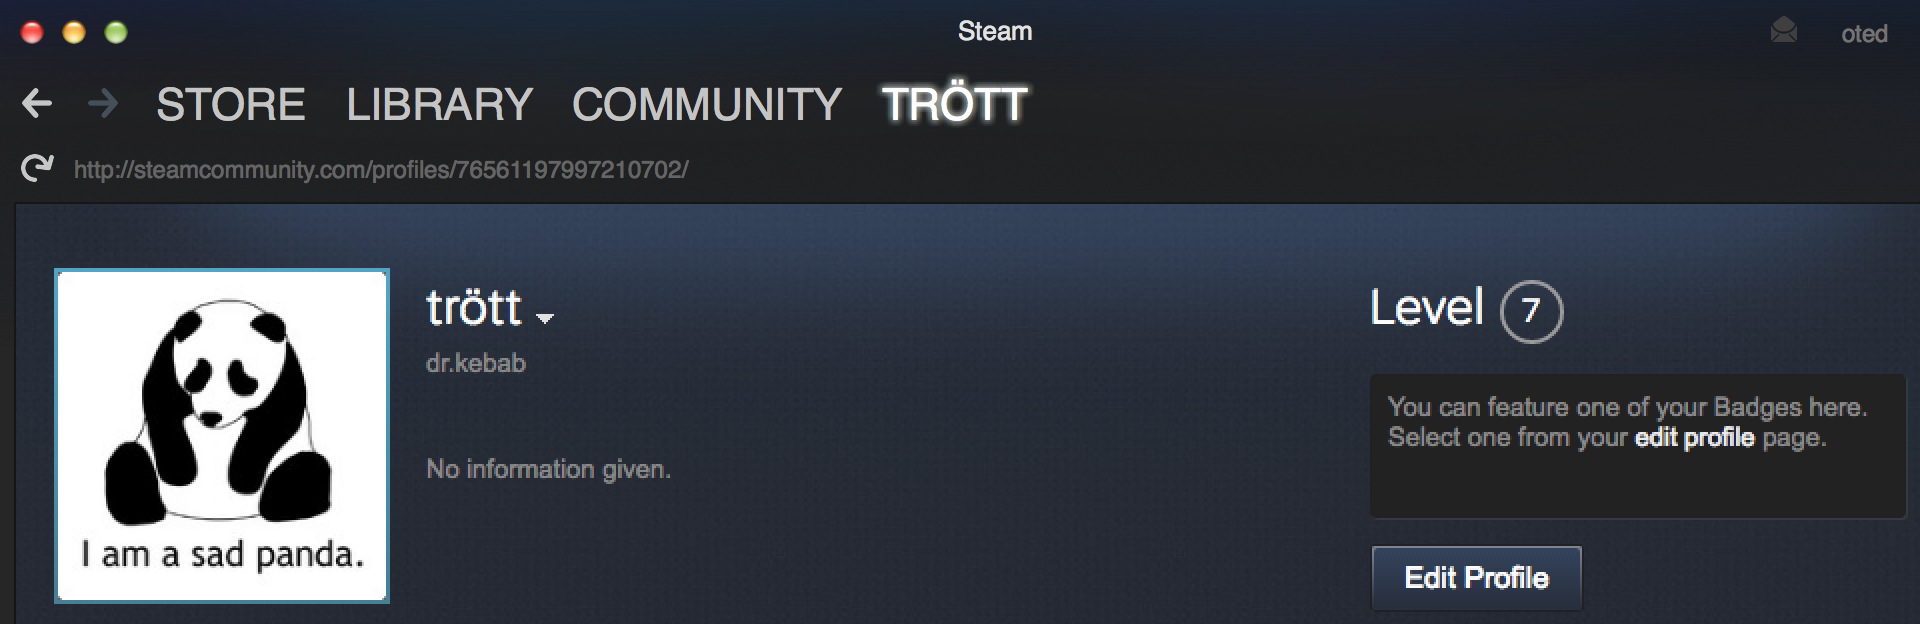 Steam
oted
STORE LIBRARY COMMUNITY TRÖTT
http://steamcommunity.com/profiles/76561197997210702/
trött
dr.kebab
No information given.
I am a sad panda.
Level 7
You can feature one of your Badges here.
Select one from your edit profile page.
Edit Profile